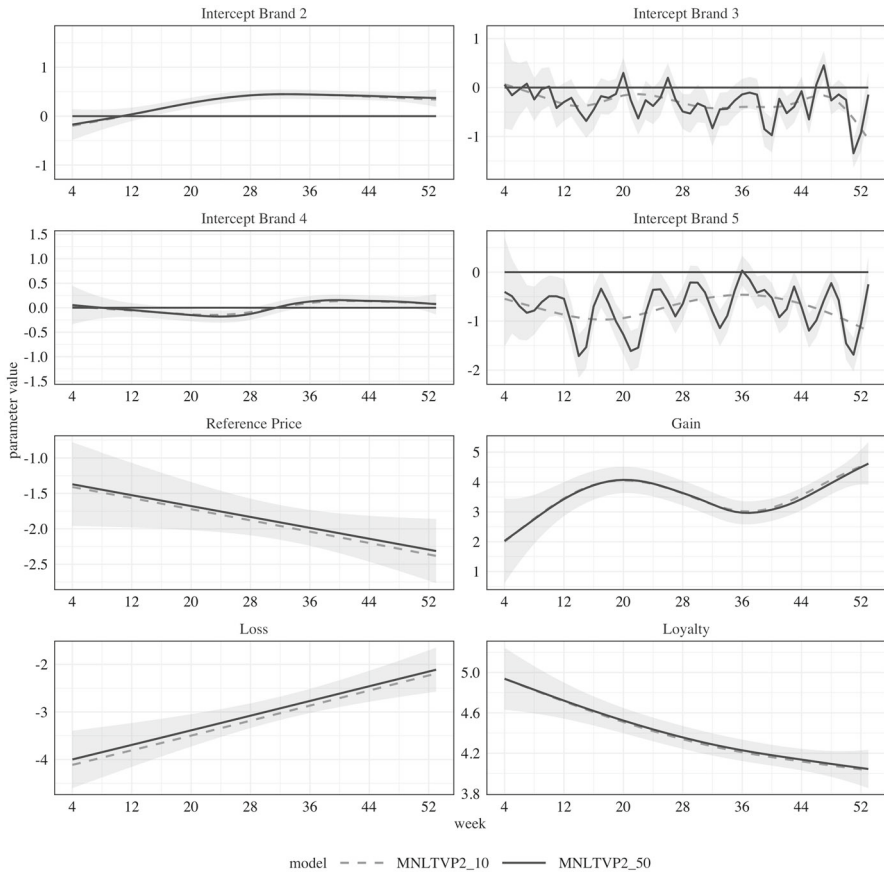 Intercept Brand 2
Intercept Brand 3
1
0
-1
4 12 20 28 36 44 52
1
0
-1
4 12 20 28 36 44 52
Intercept Brand 4
Intercept Brand 5
1.5
1.0
0.5
0.0
-0.5
-1.0
-1.5
4 12 20 28 36 44 52
0
-1
-2
4 12 20 28 36 44 52
parameter value
Reference Price
Gain
-1.0
-1.5
-2.0
-2.5
4 12 20 28 36 44 52
5
4
3
2
1
4 12 20 28 36 44 52
Loss
Loyalty
-2
-3
-4
4 12 20 28 36 44 52
5.0
4.6
4.2
3.8
4 12 20 28 36 44 52
week
model MNLTVP2_10 MNLTVP2_50